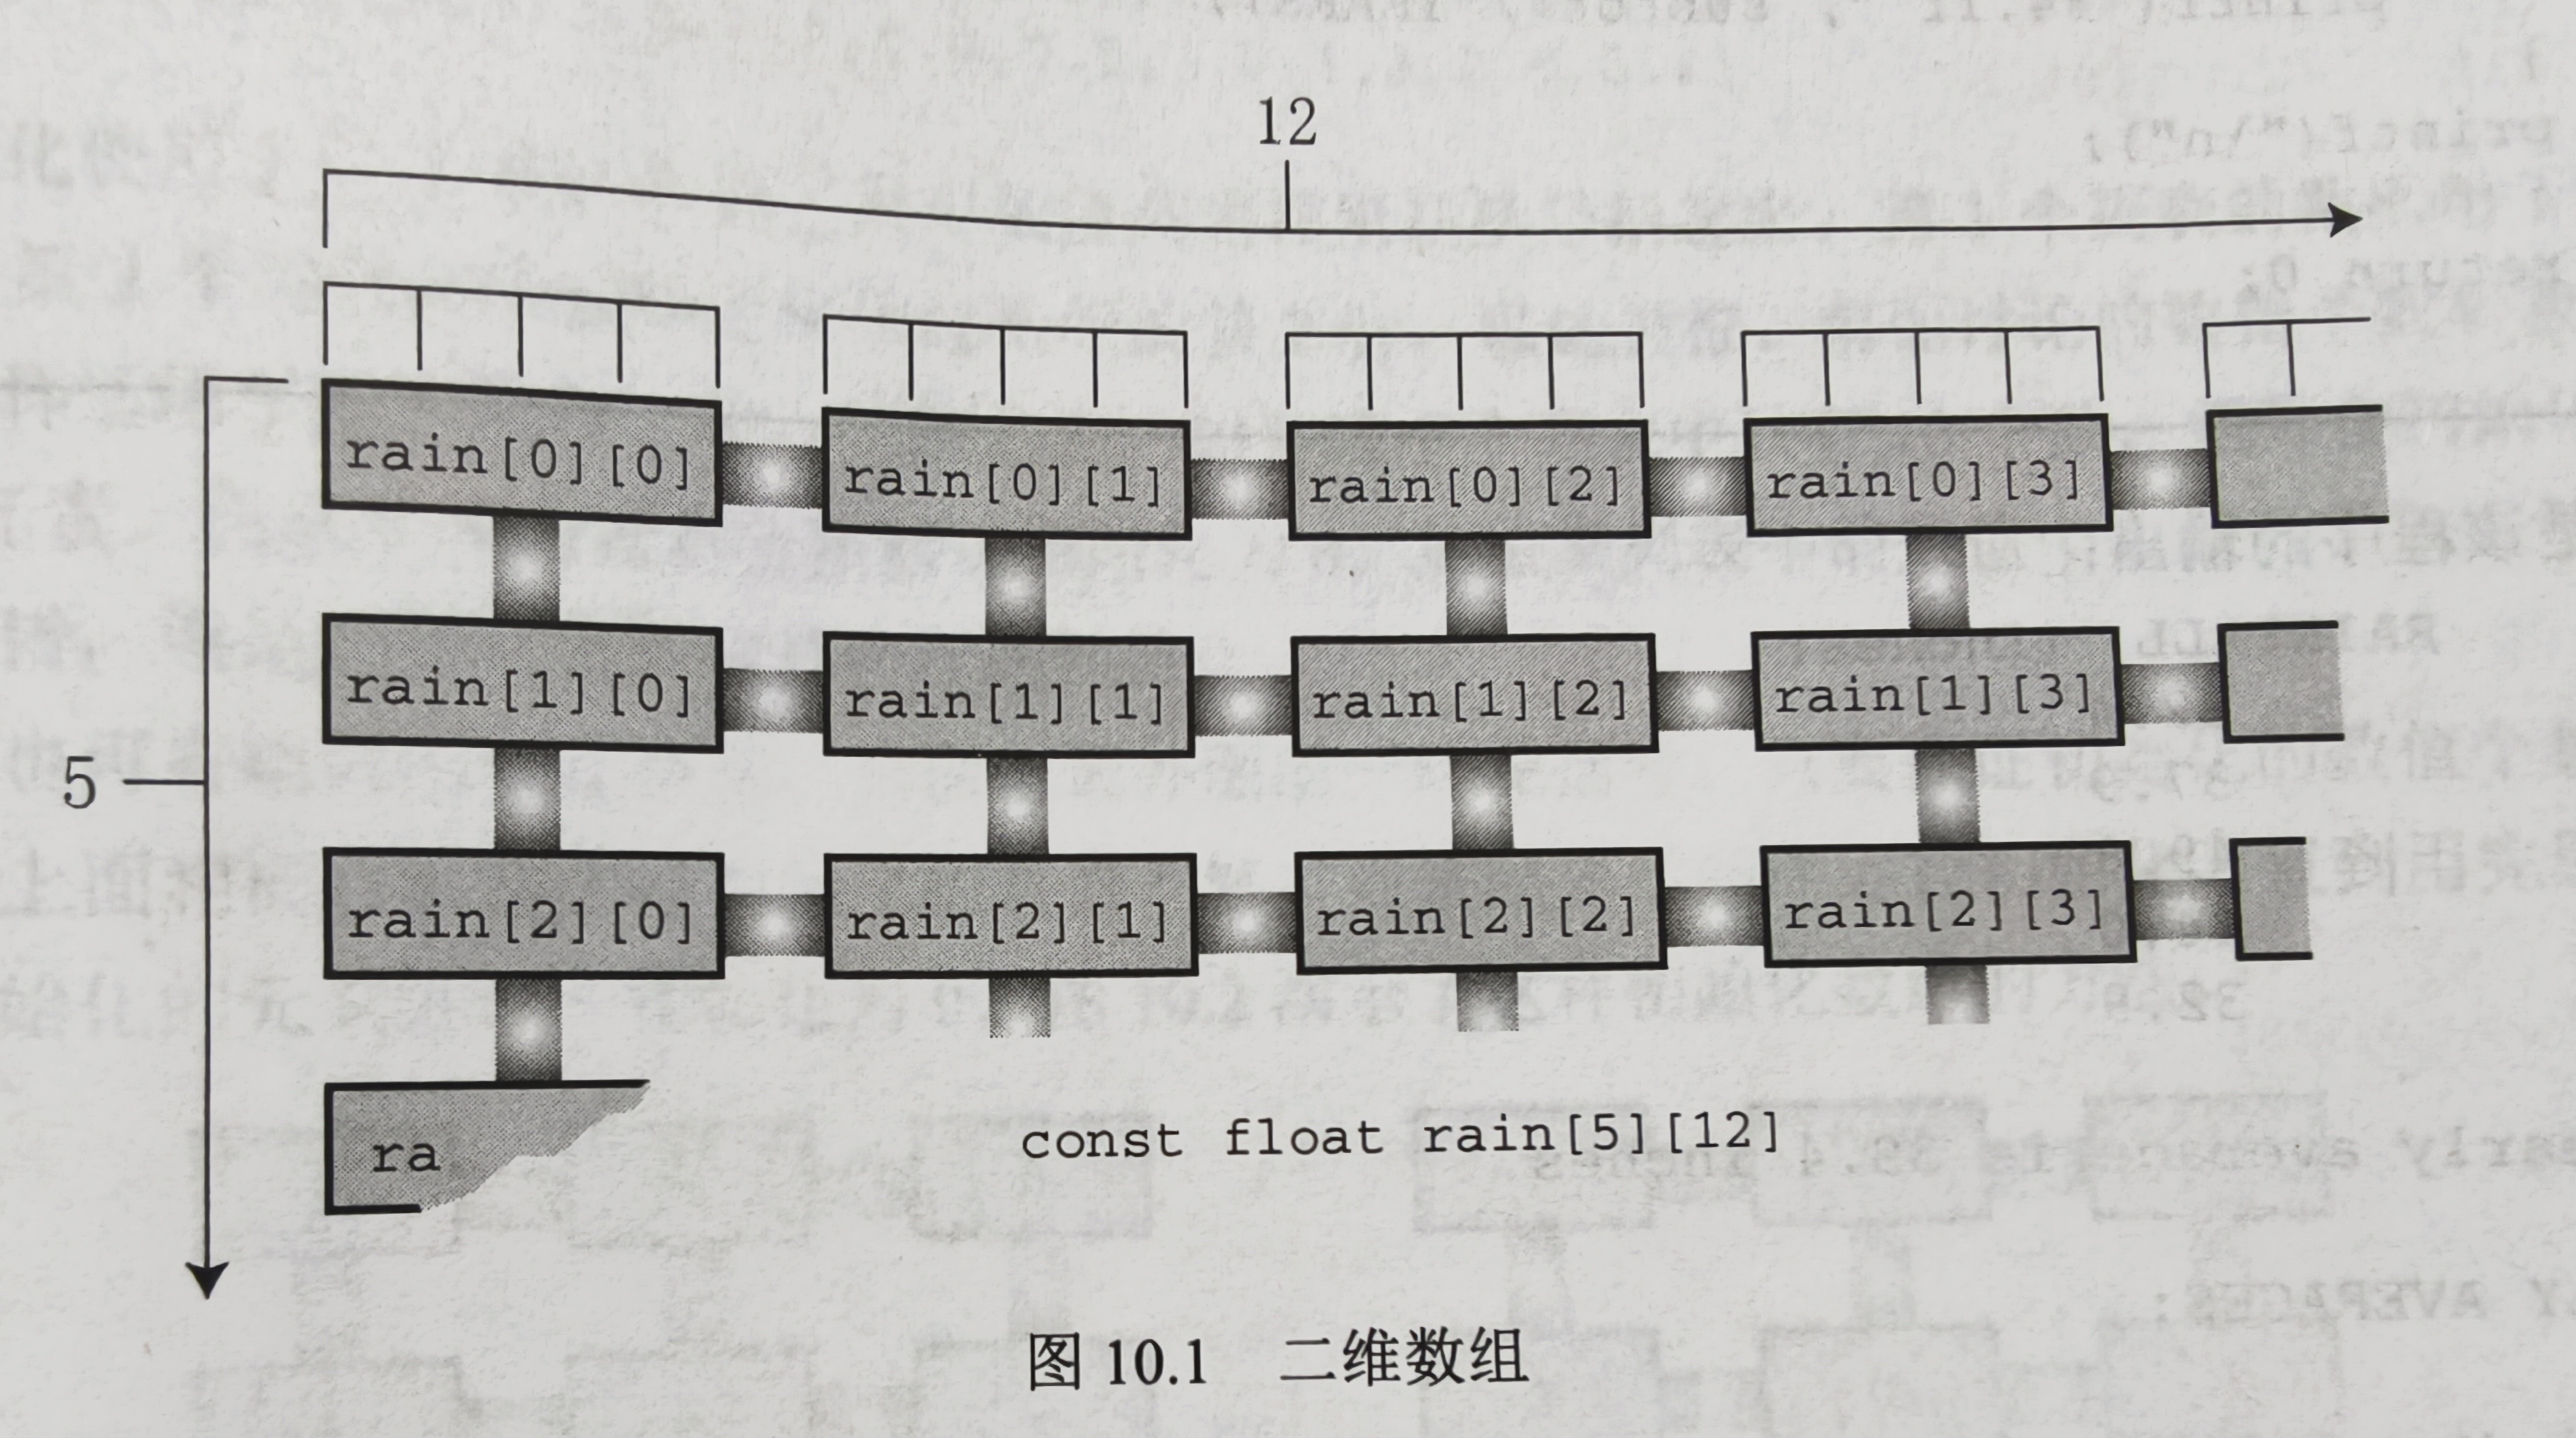 12
rain[0][0] rain[0][1] rain[0][2] rain[0][3]
rain[1][0] rain[1][1] rain[1][2] rain[1][3]
5
rain[2][0] rain[2][1] rain[2][2] rain[2][3]
ra
const float rain[5][12]
图 10.1 二维数组